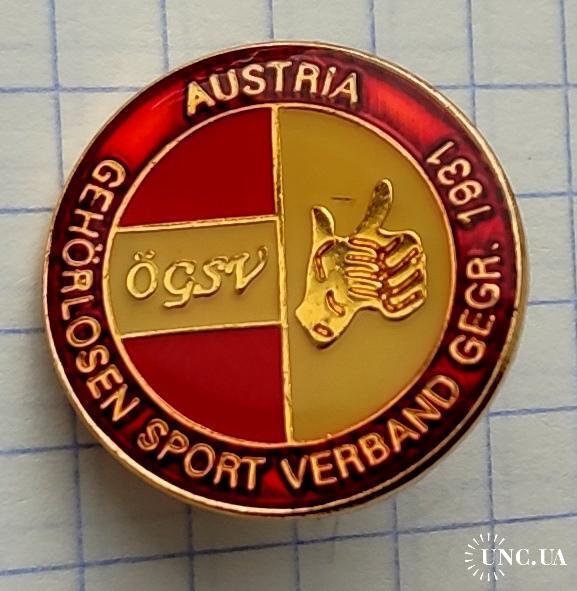 AUSTRIA
GEHÖRLOSEN SPORT VERBAND GEGR. 1931
ÖGSV
UNC.UA